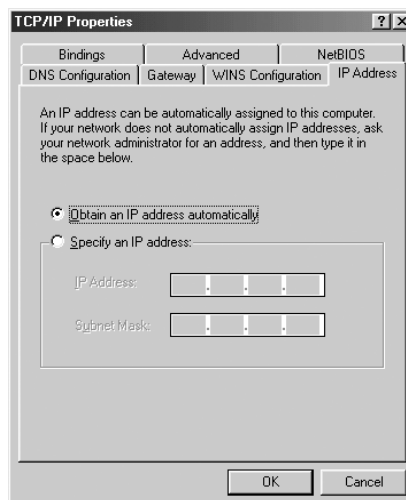 TCP/IP Properties
Bindings Advanced NetBIOS
DNS Configuration Gateway WINS Configuration IP Address
An IP address can be automatically assigned to this computer.
If your network does not automatically assign IP addresses, ask
your network administrator for an address, and then type it in
the space below.
Obtain an IP address automatically
Specify an IP address:
IP Address:
Subnet Mask:
OK Cancel